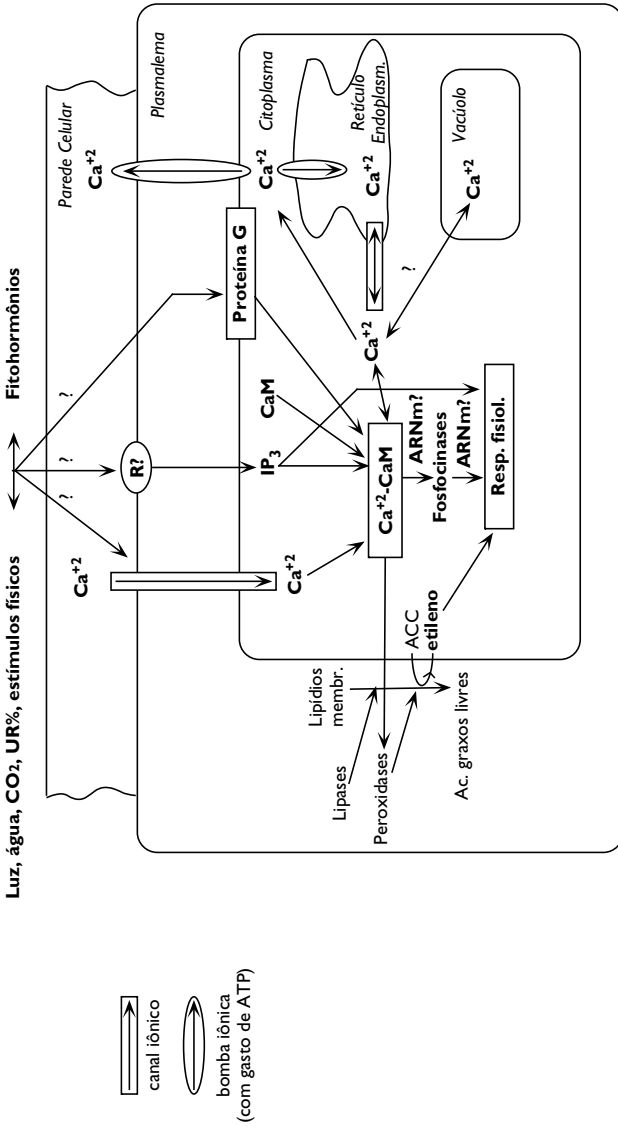 Luz, água, CO₂, UR%, estímulos físicos
Fitohormônios
Parede Celular
Plasmalema
Citoplasma
Retículo
Endoplasm.
Vacúolo
?
?
?
Ca⁺²
Ca⁺²
R?
Proteína G
Ca⁺²
Ca⁺²
Ca⁺²
IP₃
CaM
Ca⁺²
?
Ca⁺²
Ca⁺²-CaM
ARNm?
Fosfocinases
ARNm?
Resp. fisiol.
Lipídios
membr.
ACC
etileno
Lipases
Peroxidases
Ac. graxos livres
canal iônico
bomba iônica
(com gasto de ATP)